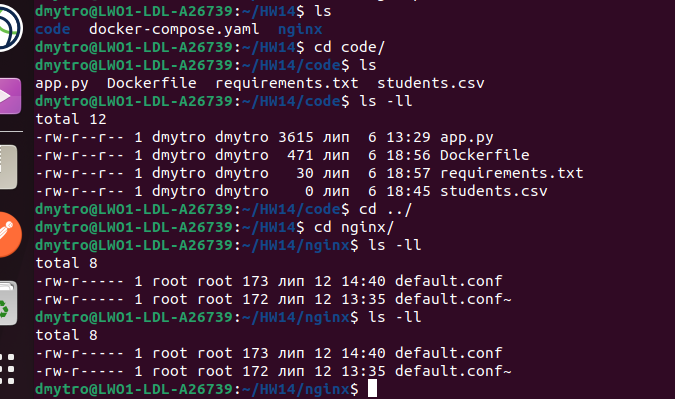 dmytro@LWO1-LDL-A26739:~/HW14$ ls
code  docker-compose.yaml  nginx
dmytro@LWO1-LDL-A26739:~/HW14$ cd code/
dmytro@LWO1-LDL-A26739:~/HW14/code$ ls
app.py  Dockerfile  requirements.txt  students.csv
dmytro@LWO1-LDL-A26739:~/HW14/code$ ls -ll
total 12
-rw-r--r-- 1 dmytro dmytro 3615 лип  6 13:29 app.py
-rw-r--r-- 1 dmytro dmytro  471 лип  6 18:56 Dockerfile
-rw-r--r-- 1 dmytro dmytro   30 лип  6 18:57 requirements.txt
-rw-r--r-- 1 dmytro dmytro    0 лип  6 18:45 students.csv
dmytro@LWO1-LDL-A26739:~/HW14/code$ cd ../
dmytro@LWO1-LDL-A26739:~/HW14$ cd nginx/
dmytro@LWO1-LDL-A26739:~/HW14/nginx$ ls -ll
total 8
-rw-r----- 1 root root 173 лип 12 14:40 default.conf
-rw-r----- 1 root root 172 лип 12 13:35 default.conf~
dmytro@LWO1-LDL-A26739:~/HW14/nginx$ ls -ll
total 8
-rw-r----- 1 root root 173 лип 12 14:40 default.conf
-rw-r----- 1 root root 172 лип 12 13:35 default.conf~
dmytro@LWO1-LDL-A26739:~/HW14/nginx$